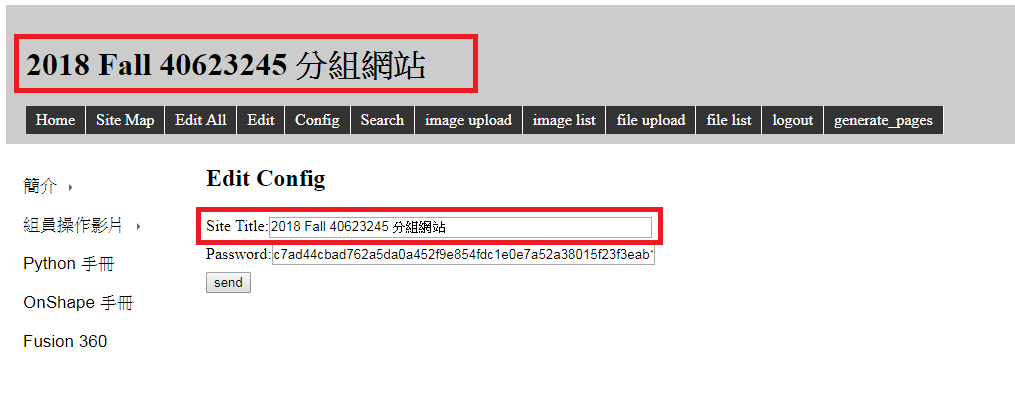 2018 Fall 40623245 分組網站
Home Site Map Edit All Edit Config Search image upload image list file upload file list logout generate_pages
簡介
組員操作影片
Python 手冊
OnShape 手冊
Fusion 360
Edit Config
Site Title: 2018 Fall 40623245 分組網站
Password: c7ad44cbad762a5da0a452f9e854fdc1e0e7a52a38015f23f3eab1
send